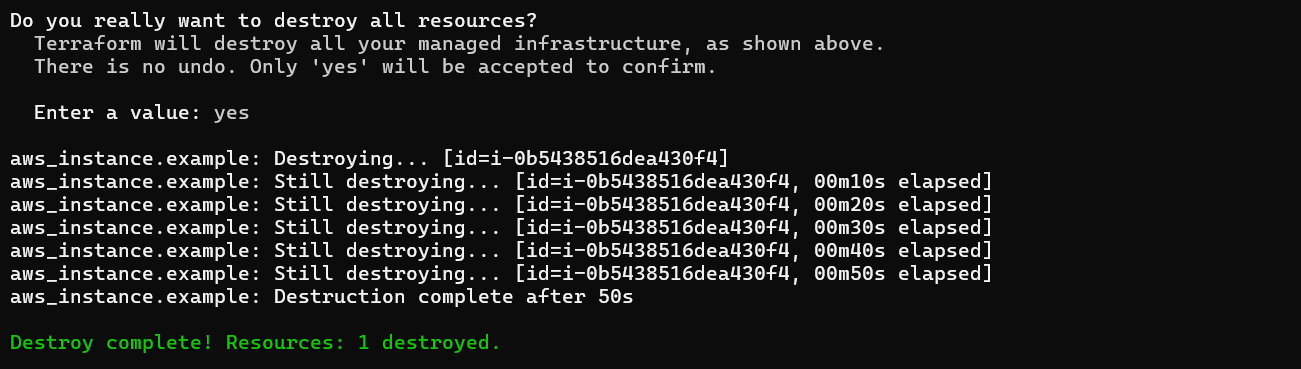 Do you really want to destroy all resources?
  Terraform will destroy all your managed infrastructure, as shown above.
  There is no undo. Only 'yes' will be accepted to confirm.

  Enter a value: yes

aws_instance.example: Destroying... [id=i-0b5438516dea430f4]
aws_instance.example: Still destroying... [id=i-0b5438516dea430f4, 00m10s elapsed]
aws_instance.example: Still destroying... [id=i-0b5438516dea430f4, 00m20s elapsed]
aws_instance.example: Still destroying... [id=i-0b5438516dea430f4, 00m30s elapsed]
aws_instance.example: Still destroying... [id=i-0b5438516dea430f4, 00m40s elapsed]
aws_instance.example: Still destroying... [id=i-0b5438516dea430f4, 00m50s elapsed]
aws_instance.example: Destruction complete after 50s

Destroy complete! Resources: 1 destroyed.